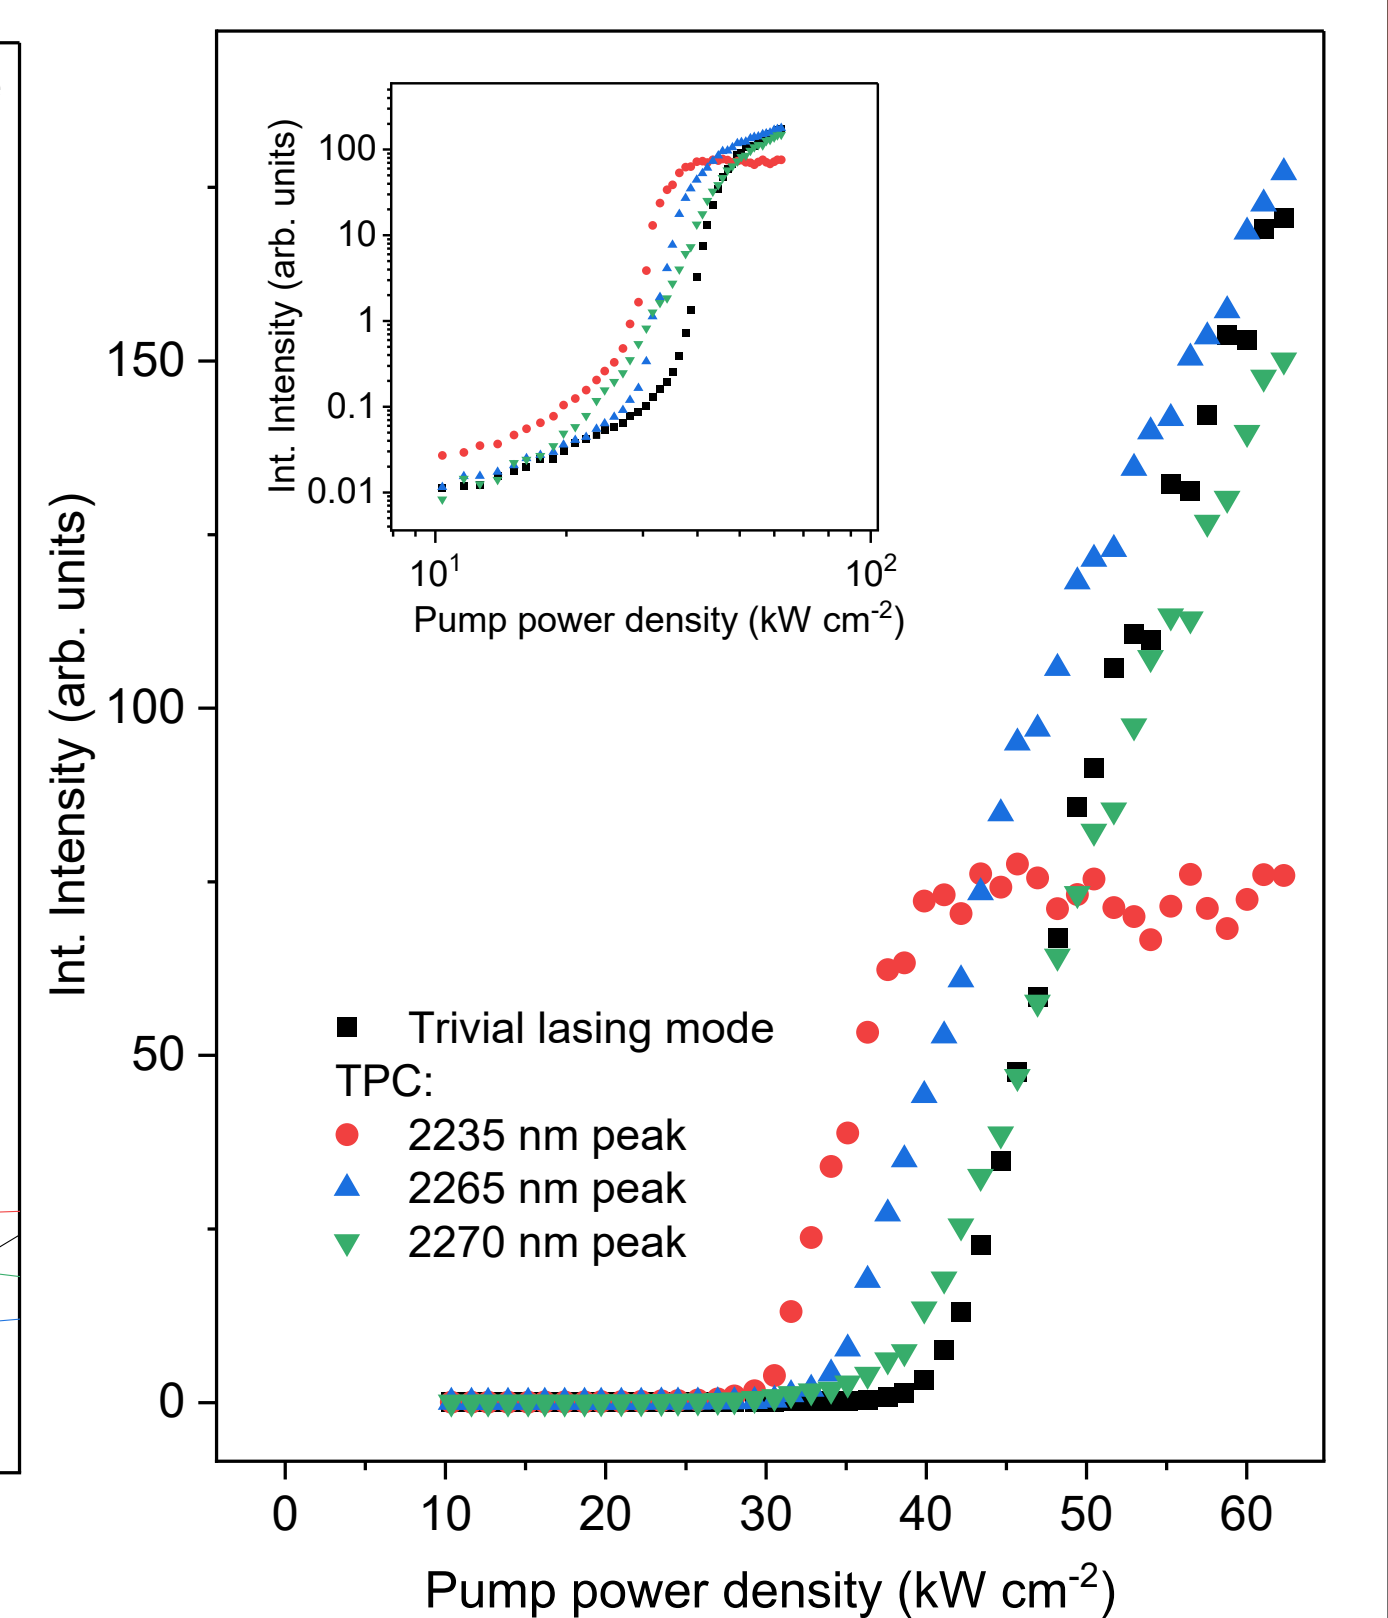 100
10
1
0.1
0.01
Int. Intensity (arb. units)
10¹ 10²
Pump power density (kW cm⁻²)
150
100
50
0
Int. Intensity (arb. units)
Trivial lasing mode
TPC:
2235 nm peak
2265 nm peak
2270 nm peak
0 10 20 30 40 50 60
Pump power density (kW cm⁻²)